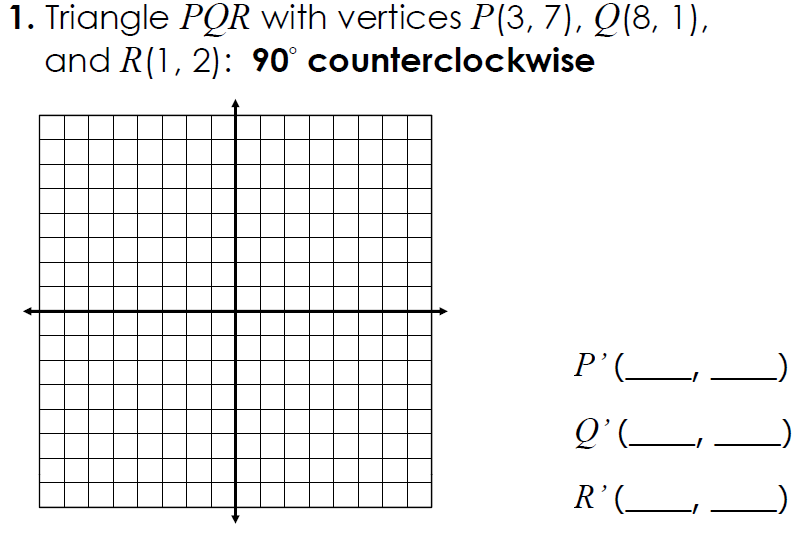 1. Triangle PQR with vertices P(3, 7), Q(8, 1),
and R(1, 2): 90° counterclockwise
P’(____, ____)
Q’(____, ____)
R’(____, ____)